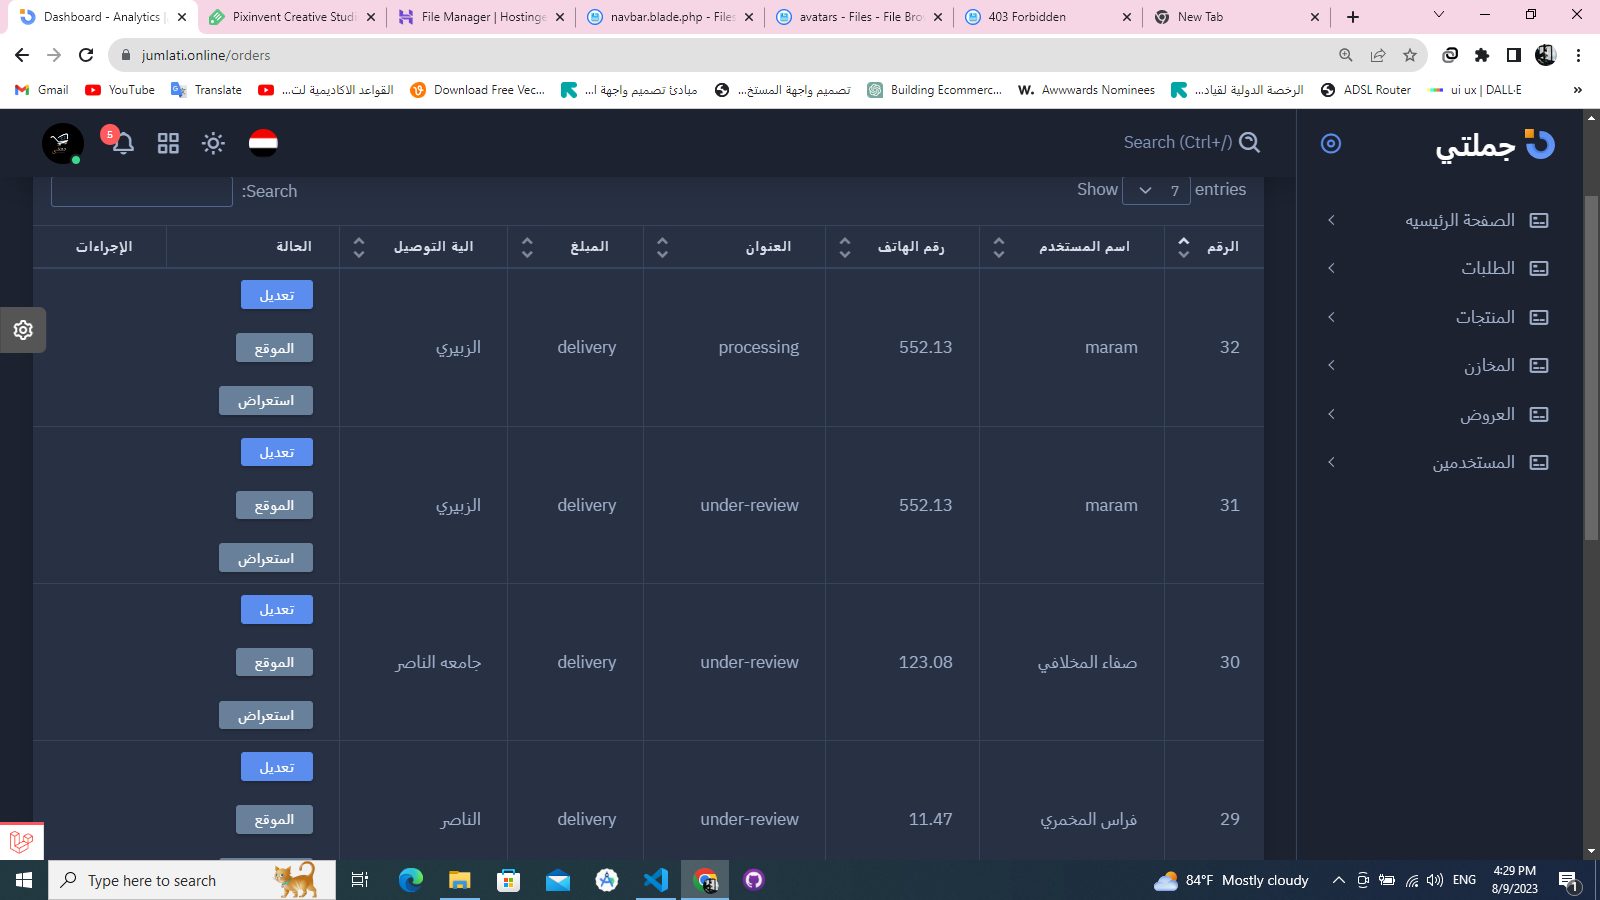 Dashboard - Analytics |
Pixinvent Creative Studi
File Manager | Hostinge
navbar.blade.php - Files
avatars - Files - File Brow
403 Forbidden
New Tab
jumlati.online/orders
Gmail
YouTube
Translate
القواعد الاكاديمية لت...
Download Free Vec...
مبادئ تصميم واجهة ا...
تصميم واجهة المستخ...
Building Ecommerc...
W. Awwwards Nominees
الرخصة الدولية لقياد...
ADSL Router
ui ux | DALL·E
»
جملتي
Search (Ctrl+/)
5
الصفحة الرئيسيه
الطلبات
المنتجات
المخازن
العروض
المستخدمين
Show 7 entries
Search:
الرقم اسم المستخدم رقم الهاتف العنوان المبلغ الية التوصيل الحالة الإجراءات
32 maram 552.13 processing delivery الزبيري
تعديل
الموقع
استعراض
31 maram 552.13 under-review delivery الزبيري
تعديل
الموقع
استعراض
30 صفاء المخلافي 123.08 under-review delivery جامعه الناصر
تعديل
الموقع
استعراض
29 فراس المخمري 11.47 under-review delivery الناصر
تعديل
الموقع
Type here to search
84°F Mostly cloudy
ENG
4:29 PM
8/9/2023
1